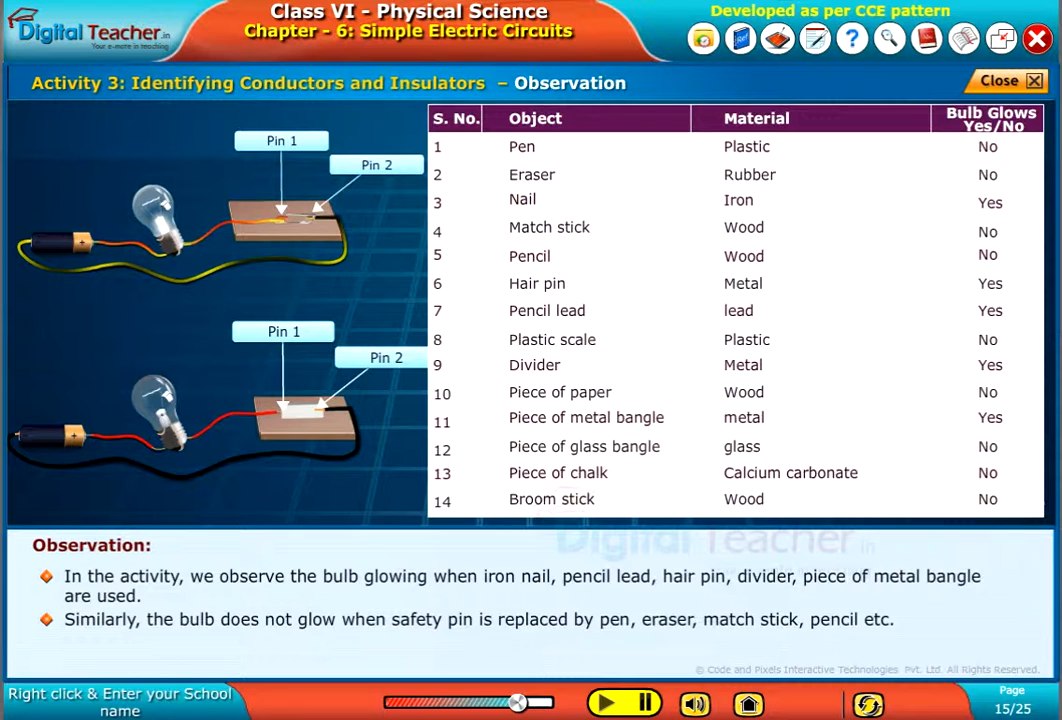 Digital Teacher.in
Your e-mate in teaching
Class VI - Physical Science
Chapter - 6: Simple Electric Circuits
Developed as per CCE pattern
Ref
?
Activity 3: Identifying Conductors and Insulators - Observation
Close
Pin 1
Pin 2
+
Pin 1
Pin 2
+
S. No. Object Material Bulb Glows Yes/No
1 Pen Plastic No
2 Eraser Rubber No
3 Nail Iron Yes
4 Match stick Wood No
5 Pencil Wood No
6 Hair pin Metal Yes
7 Pencil lead lead Yes
8 Plastic scale Plastic No
9 Divider Metal Yes
10 Piece of paper Wood No
11 Piece of metal bangle metal Yes
12 Piece of glass bangle glass No
13 Piece of chalk Calcium carbonate No
14 Broom stick Wood No
Digital Teacher.in
Observation:
In the activity, we observe the bulb glowing when iron nail, pencil lead, hair pin, divider, piece of metal bangle
are used.
Similarly, the bulb does not glow when safety pin is replaced by pen, eraser, match stick, pencil etc.
© Code and Pixels Interactive Technologies Pvt. Ltd. All Rights Reserved.
Right click & Enter your School
name
Page
15/25